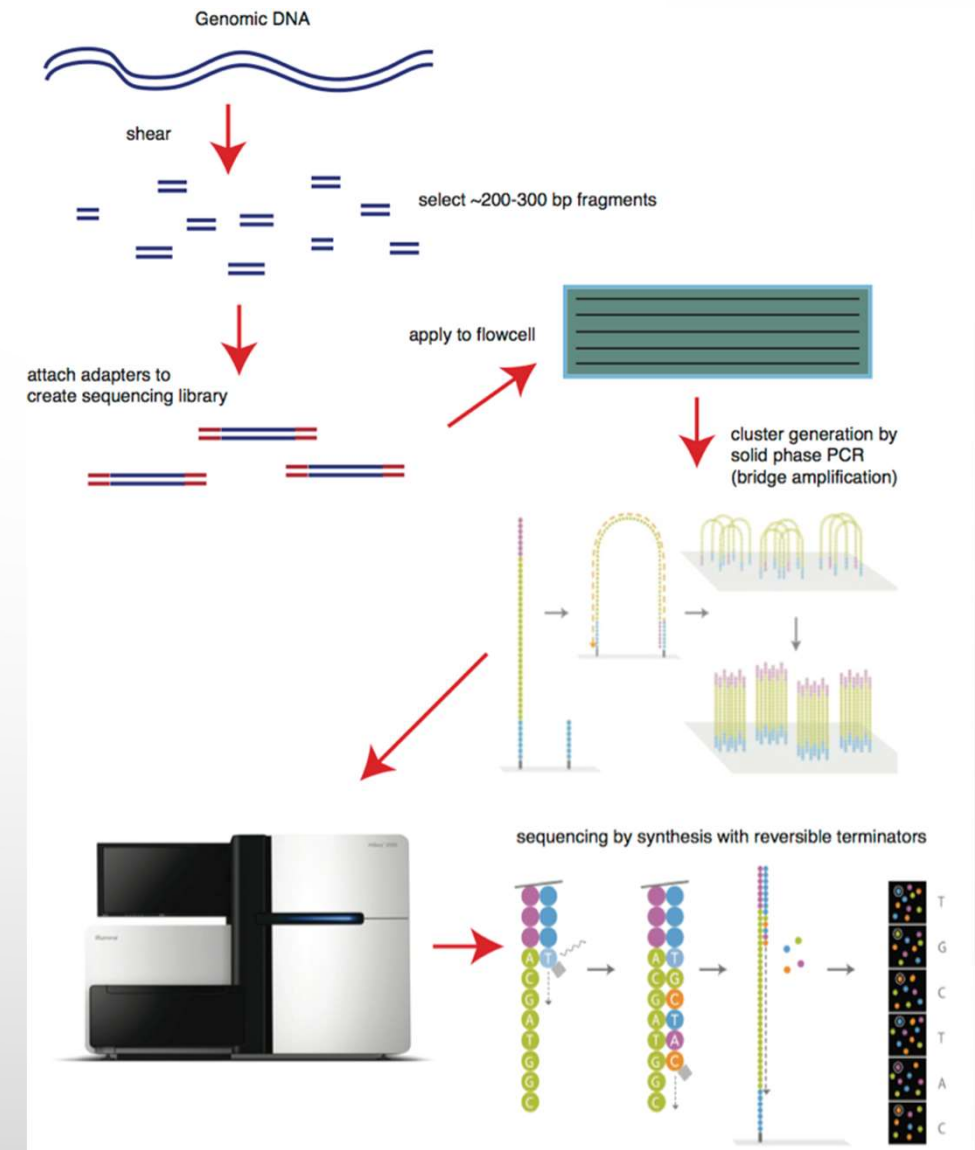 Genomic DNA
shear
select ~200-300 bp fragments
apply to flowcell
attach adapters to
create sequencing library
cluster generation by
solid phase PCR
(bridge amplification)
sequencing by synthesis with reversible terminators
A T
C
G
A
T
G
G
C
A T
C G
G C
A T
T A
G C
G
C
T
G
C
T
A
C